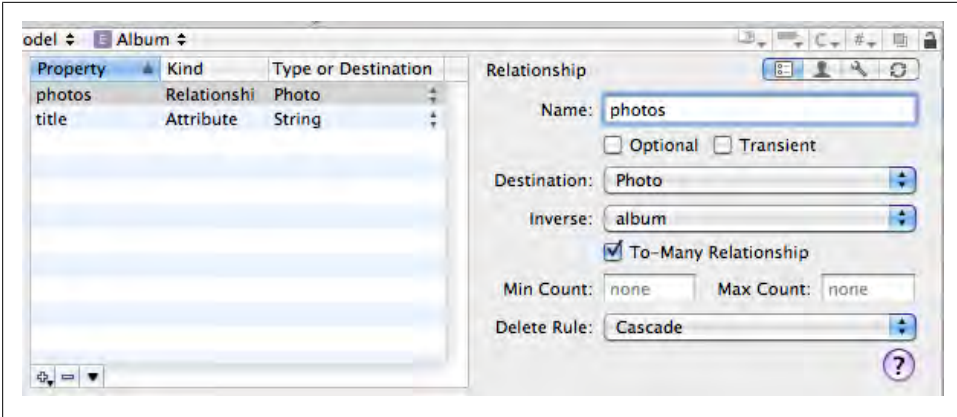 odel Album
Property Kind Type or Destination
photos Relationshi Photo
title Attribute String
Relationship
Name: photos
Optional Transient
Destination: Photo
Inverse: album
To-Many Relationship
Min Count: none Max Count: none
Delete Rule: Cascade
C #
?